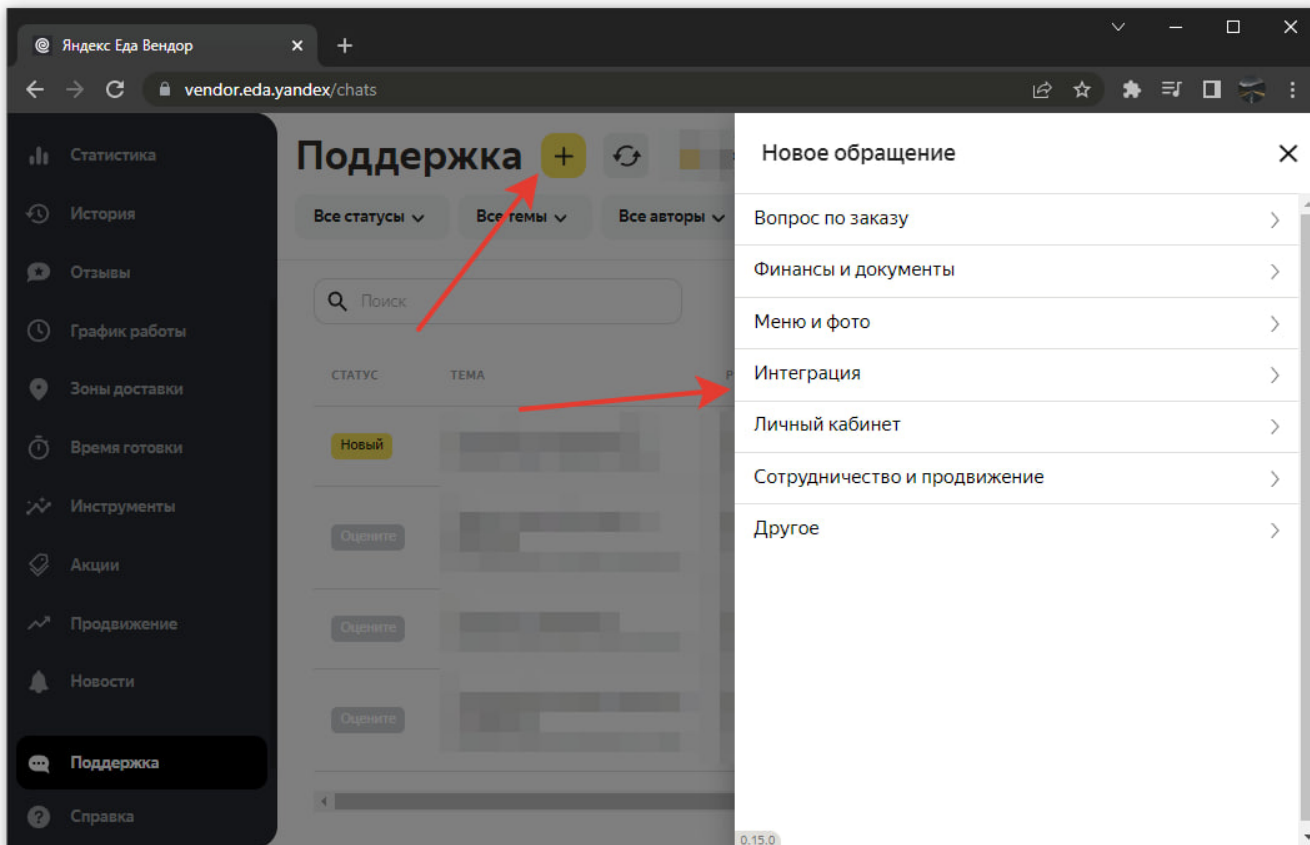 Яндекс Еда Вендор
vendor.eda.yandex/chats
Статистика
История
Отзывы
График работы
Зоны доставки
Время готовки
Инструменты
Акции
Продвижение
Новости
Поддержка
Справка
Поддержка
Все статусы
Все темы
Все авторы
Поиск
СТАТУС
ТЕМА
Новый
Оцените
Оцените
Оцените
Новое обращение
Вопрос по заказу
Финансы и документы
Меню и фото
Интеграция
Личный кабинет
Сотрудничество и продвижение
Другое
0.15.0